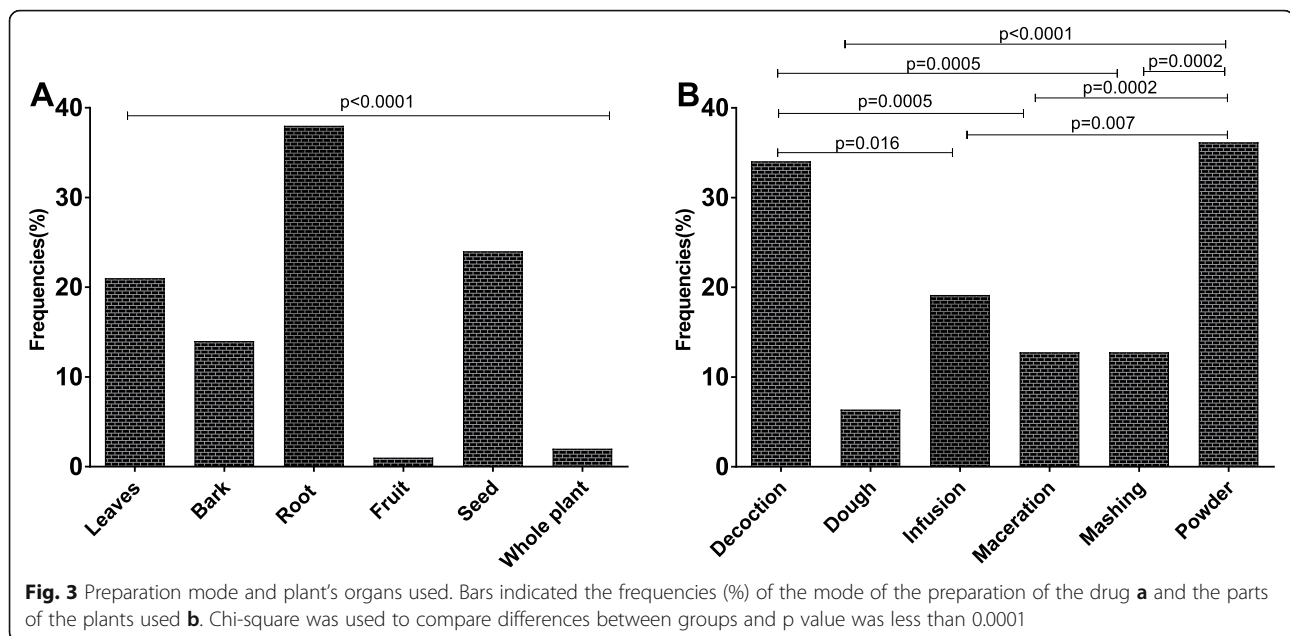 A
p<0.0001
Frequencies(%)
40
30
20
10
0
Leaves
Bark
Root
Fruit
Seed
Whole plant
B
p<0.0001
p=0.0005
p=0.0002
p=0.0005
p=0.0002
p=0.007
p=0.016
Frequencies(%)
40
30
20
10
0
Decoction
Dough
Infusion
Maceration
Mashing
Powder
Fig. 3 Preparation mode and plant's organs used. Bars indicated the frequencies (%) of the mode of the preparation of the drug a and the parts
of the plants used b. Chi-square was used to compare differences between groups and p value was less than 0.0001